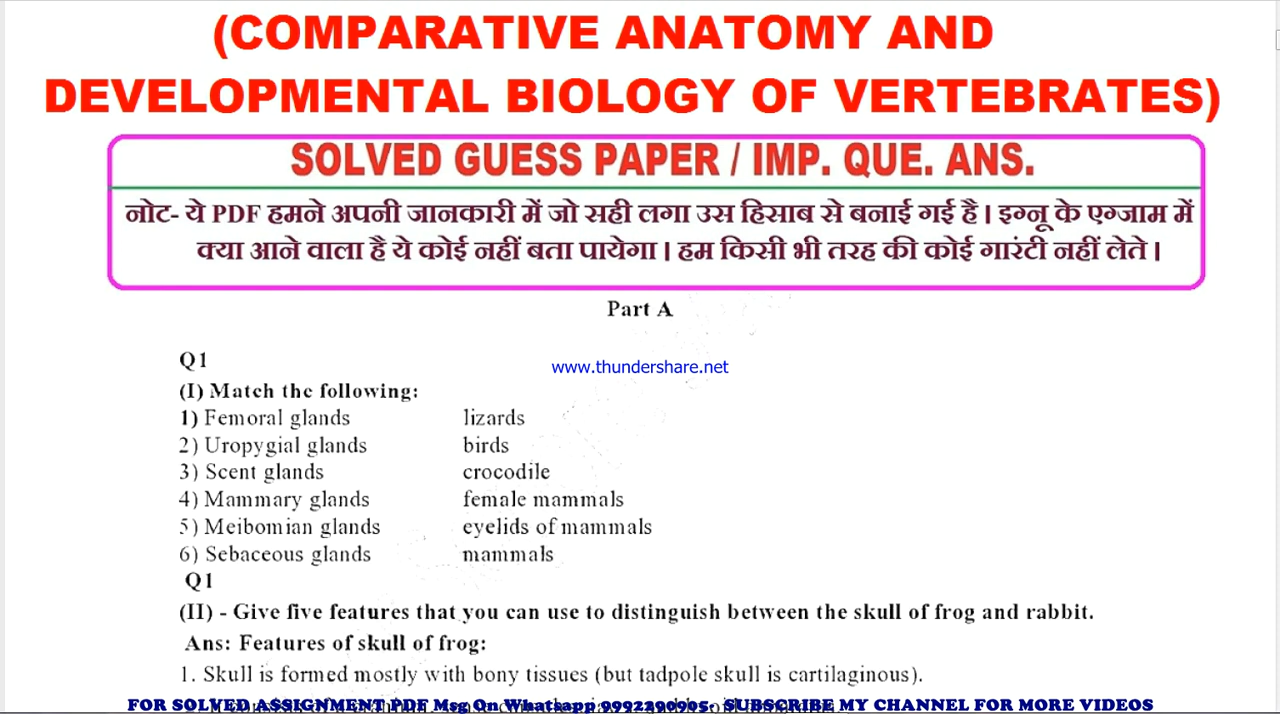 (COMPARATIVE ANATOMY AND
DEVELOPMENTAL BIOLOGY OF VERTEBRATES)
SOLVED GUESS PAPER / IMP. QUE. ANS.
नोट- ये PDF हमने अपनी जानकारी में जो सही लगा उस हिसाब से बनाई गई है। इग्नू के एग्जाम में
क्या आने वाला है ये कोई नहीं बता पायेगा। हम किसी भी तरह की कोई गारंटी नहीं लेते।
Part A
Q1
www.thundershare.net
(I) Match the following:
1) Femoral glands lizards
2) Uropygial glands birds
3) Scent glands crocodile
4) Mammary glands female mammals
5) Meibomian glands eyelids of mammals
6) Sebaceous glands mammals
Q1
(II) - Give five features that you can use to distinguish between the skull of frog and rabbit.
Ans: Features of skull of frog:
1. Skull is formed mostly with bony tissues (but tadpole skull is cartilaginous).
FOR SOLVED ASSIGNMENT PDF Msg On Whatsapp 9992290905- SUBSCRIBE MY CHANNEL FOR MORE VIDEOS